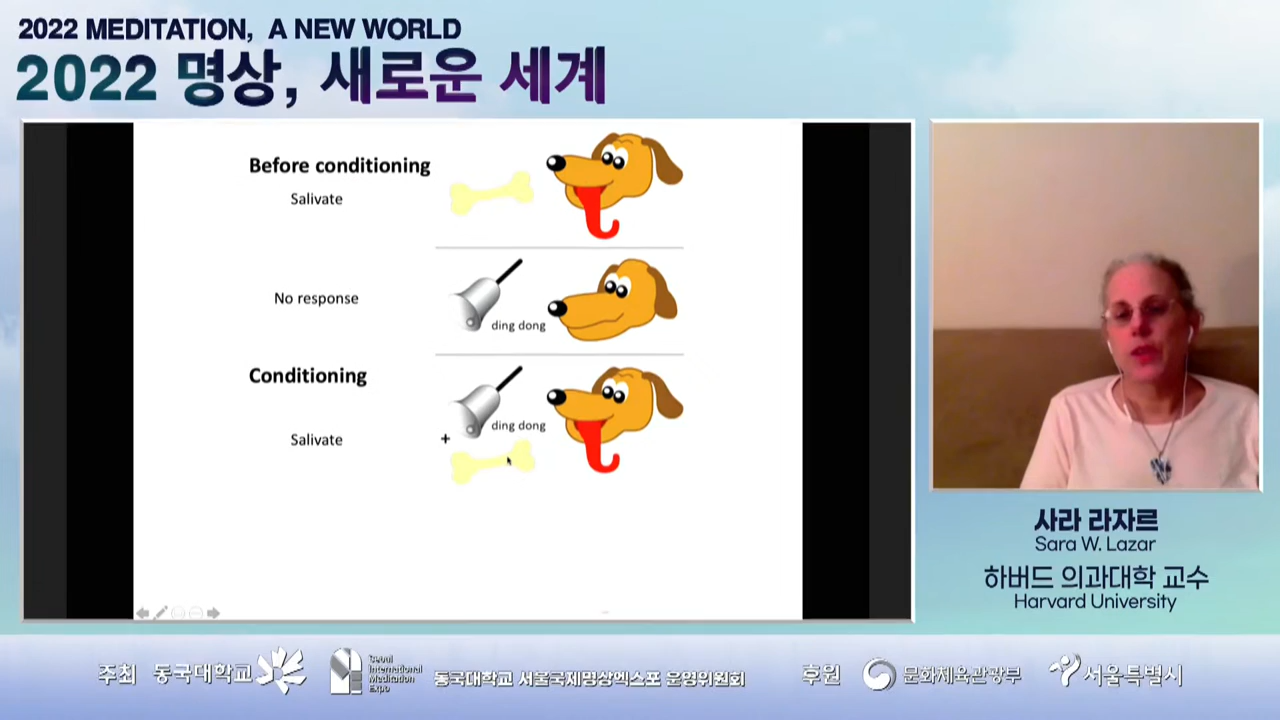 2022 MEDITATION, A NEW WORLD
2022 명상, 새로운 세계
Before conditioning
Salivate
No response
ding dong
Conditioning
ding dong
Salivate
+
사라 라자르
Sara W. Lazar
하버드 의과대학 교수
Harvard University
주최 동국대학교
Seoul
International
Meditation
Expo
동국대학교 서울국제명상엑스포 운영위원회
후원 문화체육관광부 서울특별시